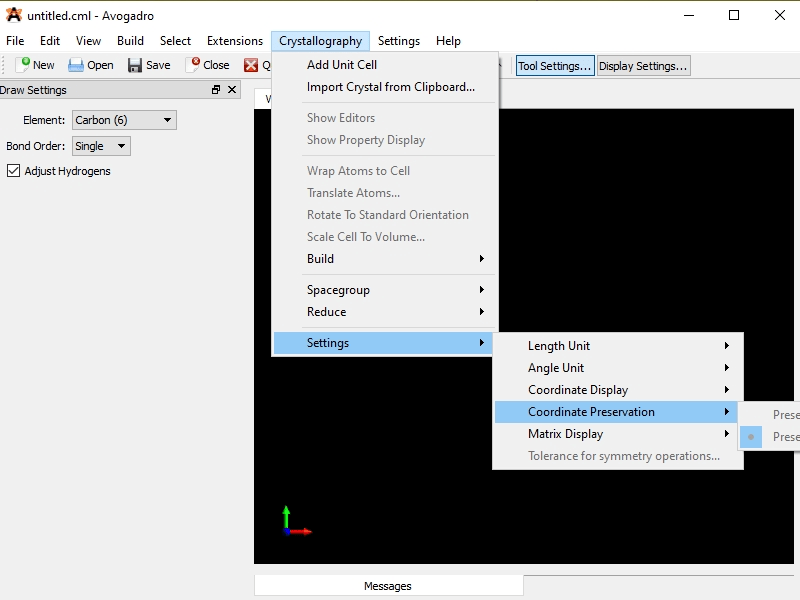 untitled.cml - Avogadro
File Edit View Build Select Extensions Crystallography Settings Help
New Open Save Close Tool Settings... Display Settings...
Draw Settings
Element: Carbon (6)
Bond Order: Single
Adjust Hydrogens
Add Unit Cell
Import Crystal from Clipboard...
Show Editors
Show Property Display
Wrap Atoms to Cell
Translate Atoms...
Rotate To Standard Orientation
Scale Cell To Volume...
Build
Spacegroup
Reduce
Settings
Length Unit
Angle Unit
Coordinate Display
Coordinate Preservation
Matrix Display
Tolerance for symmetry operations...
Messages